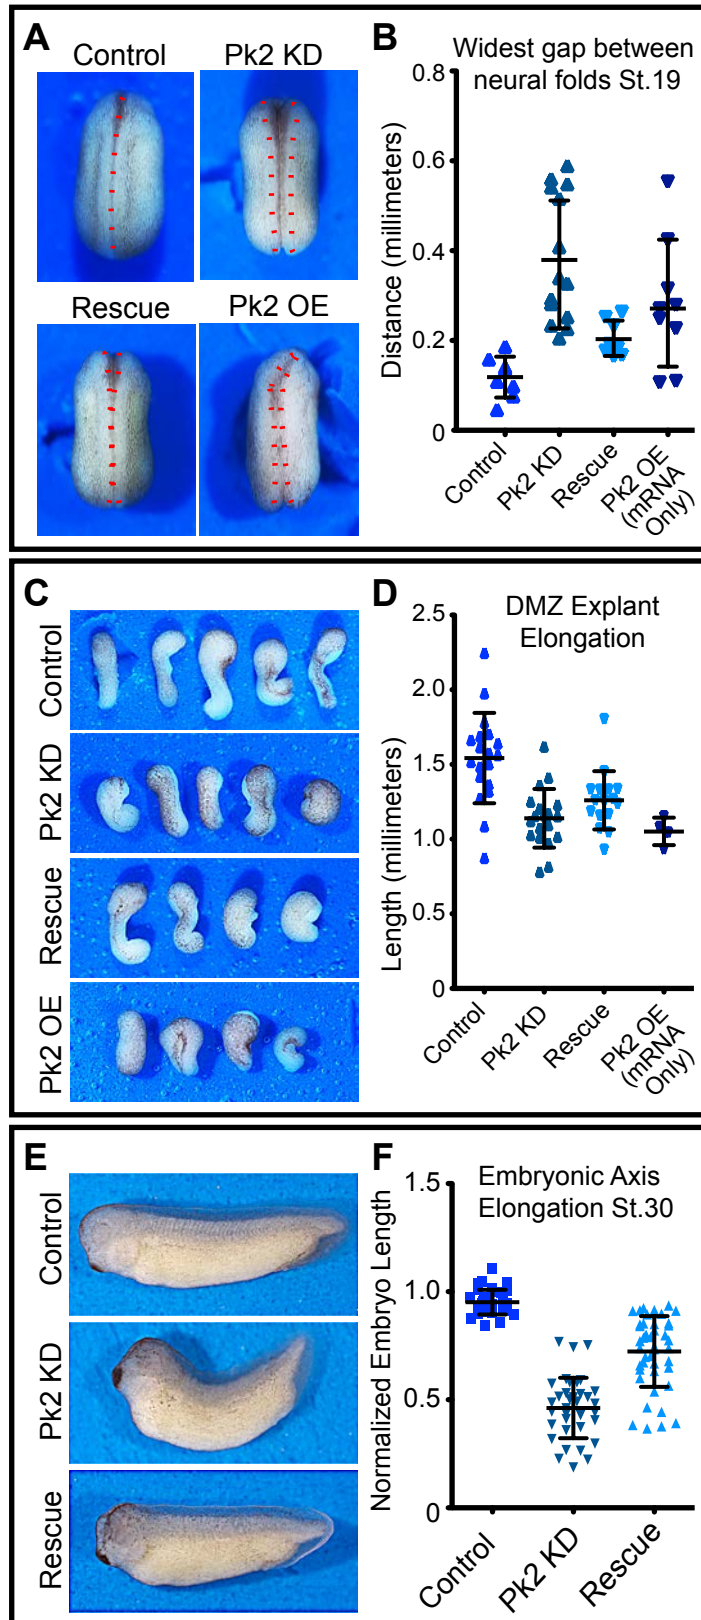 A
Control
Pk2 KD
Rescue
Pk2 OE
B
Widest gap between
neural folds St.19
Distance (millimeters)
0.8
0.6
0.4
0.2
0
Control
Pk2 KD
Rescue
Pk2 OE
(mRNA
Only)
C
Control
Pk2 KD
Rescue
Pk2 OE
D
DMZ Explant
Elongation
Length (millimeters)
2.5
2.0
1.5
1.0
0.5
0
Control
Pk2 KD
Rescue
Pk2 OE
(mRNA
Only)
E
Control
Pk2 KD
Rescue
F
Embryonic Axis
Elongation St.30
Normalized Embryo Length
1.5
1.0
0.5
0
Control
Pk2 KD
Rescue